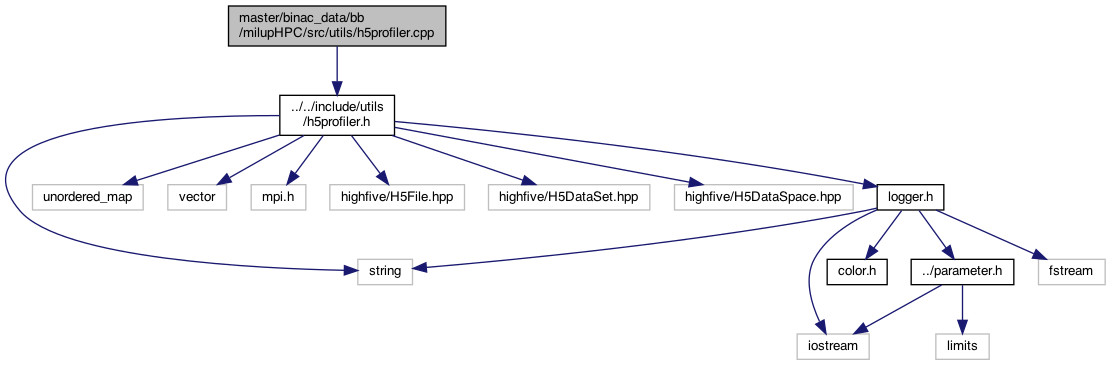 master/binac_data/bb
/milupHPC/src/utils/h5profiler.cpp
../../include/utils
/h5profiler.h
unordered_map
vector
mpi.h
highfive/H5File.hpp
highfive/H5DataSet.hpp
highfive/H5DataSpace.hpp
logger.h
string
color.h
../parameter.h
fstream
iostream
limits